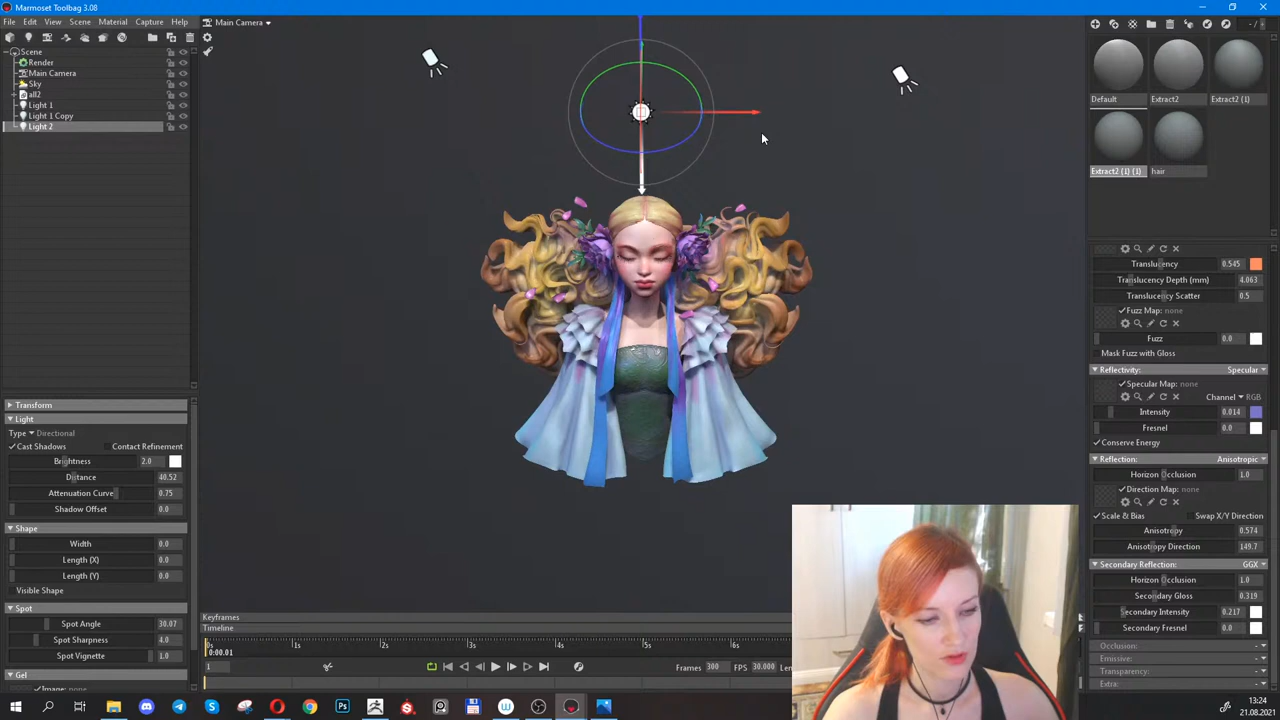 Marmoset Toolbag 3.08
File Edit View Scene Material Capture Help
Main Camera
Scene
Render
Main Camera
Sky
all2
Light 1
Light 1 Copy
Light 2
Transform
Light
Type Directional
Cast Shadows Contact Refinement
Brightness 2.0
Distance 40.52
Attenuation Curve 0.75
Shadow Offset 0.0
Shape
Width 0.0
Length (X) 0.0
Length (Y) 0.0
Visible Shape
Spot
Spot Angle 30.07
Spot Sharpness 4.0
Spot Vignette 1.0
Gel
Image: none
Keyframes
Timeline
0s 1s 2s 3s 4s 5s 6s
0:00.01
1 Frames 300 FPS 30.000
Default Extract2 Extract2 (1)
Extract2 (1) (1) hair
Translucency 0.545
Translucency Depth (mm) 4.063
Translucency Scatter 0.5
Fuzz Map: none
Fuzz 0.0
Mask Fuzz with Gloss
Reflectivity: Specular
Specular Map: none
Channel RGB
Intensity 0.014
Fresnel 0.0
Conserve Energy
Reflection: Anisotropic
Horizon Occlusion 1.0
Direction Map: none
Scale & Bias Swap X/Y Direction
Anisotropy 0.574
Anisotropy Direction 149.7
Secondary Reflection: GGX
Horizon Occlusion 1.0
Secondary Gloss 0.319
Secondary Intensity 0.217
Secondary Fresnel 0.0
Occlusion:
Emissive:
Transparency:
Extra:
Ps
13:24
21.08.2021